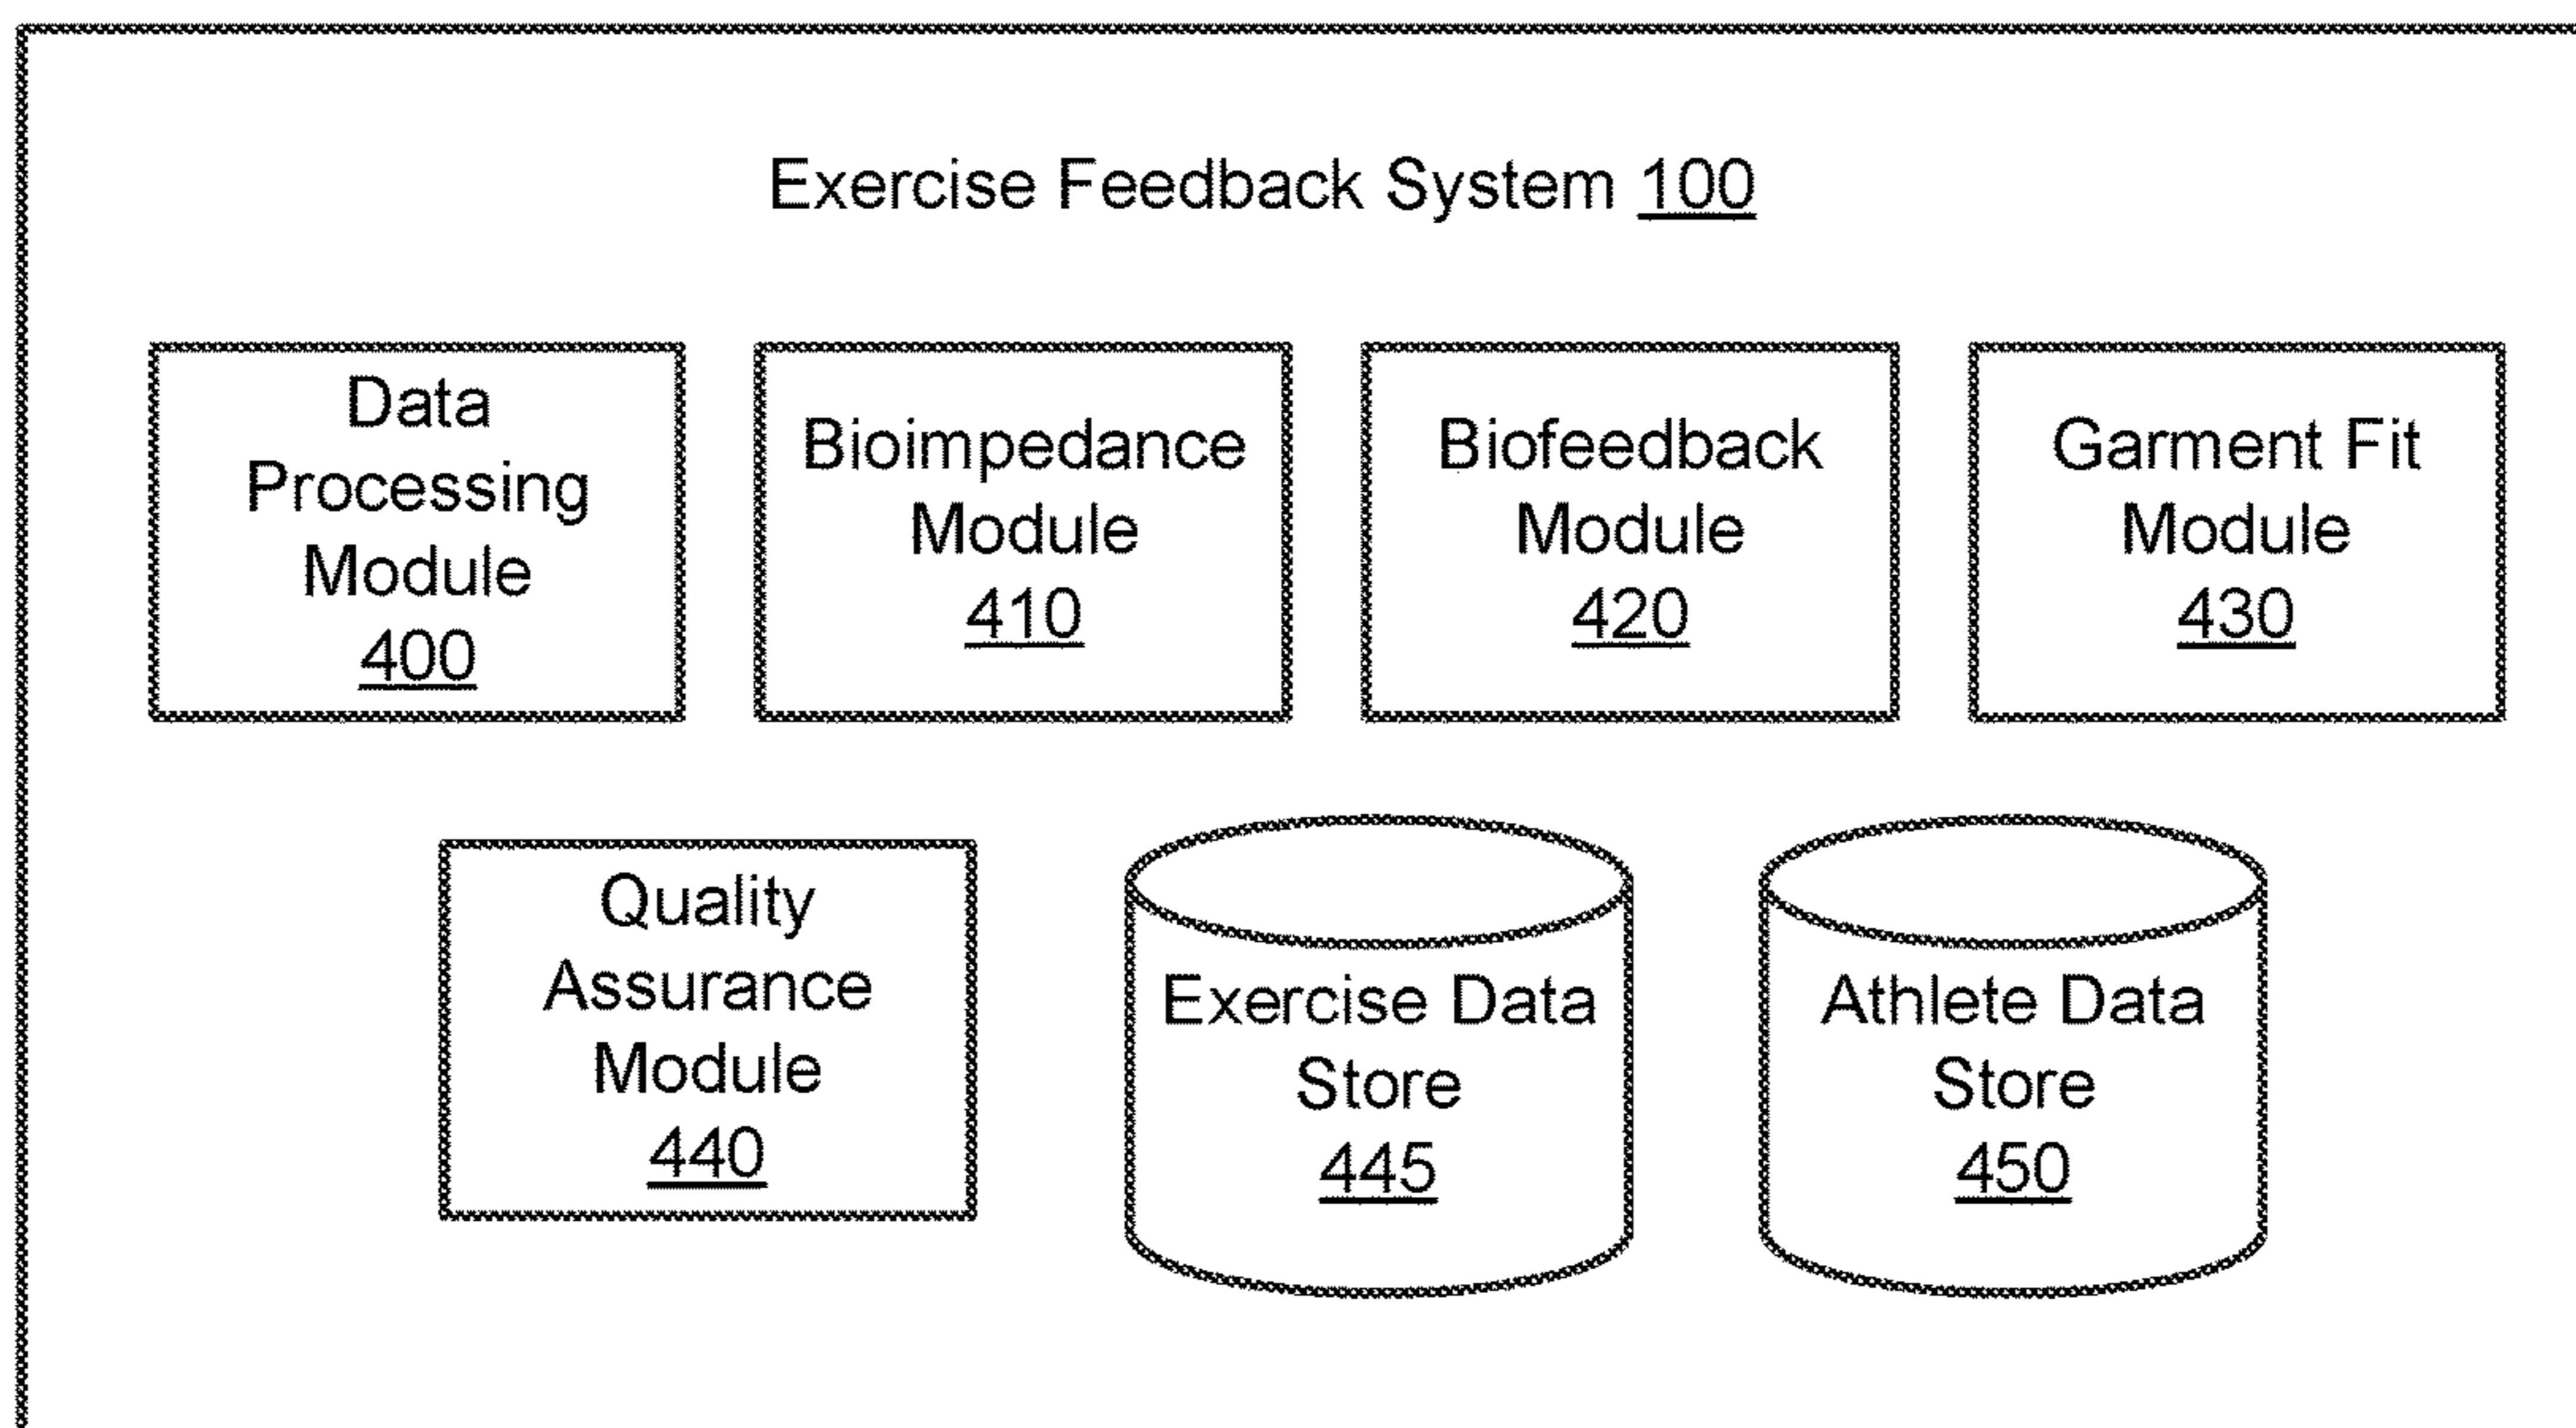 Exercise Feedback System 100
Data
Processing
Module
400
Bioimpedance
Module
410
Biofeedback
Module
420
Garment Fit
Module
430
Quality
Assurance
Module
440
Exercise Data
Store
445
Athlete Data
Store
450